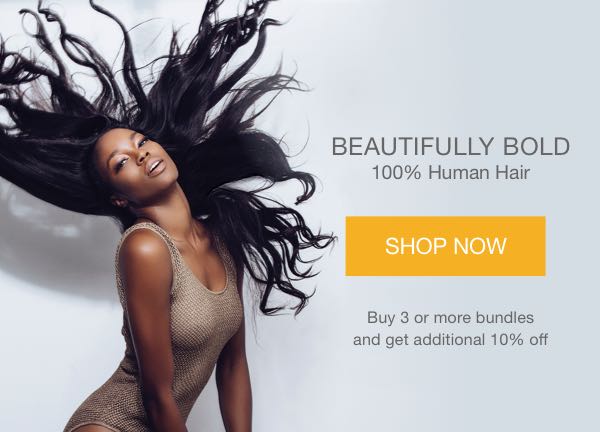 BEAUTIFULLY BOLD
100% Human Hair
SHOP NOW
Buy 3 or more bundles
and get additional 10% off